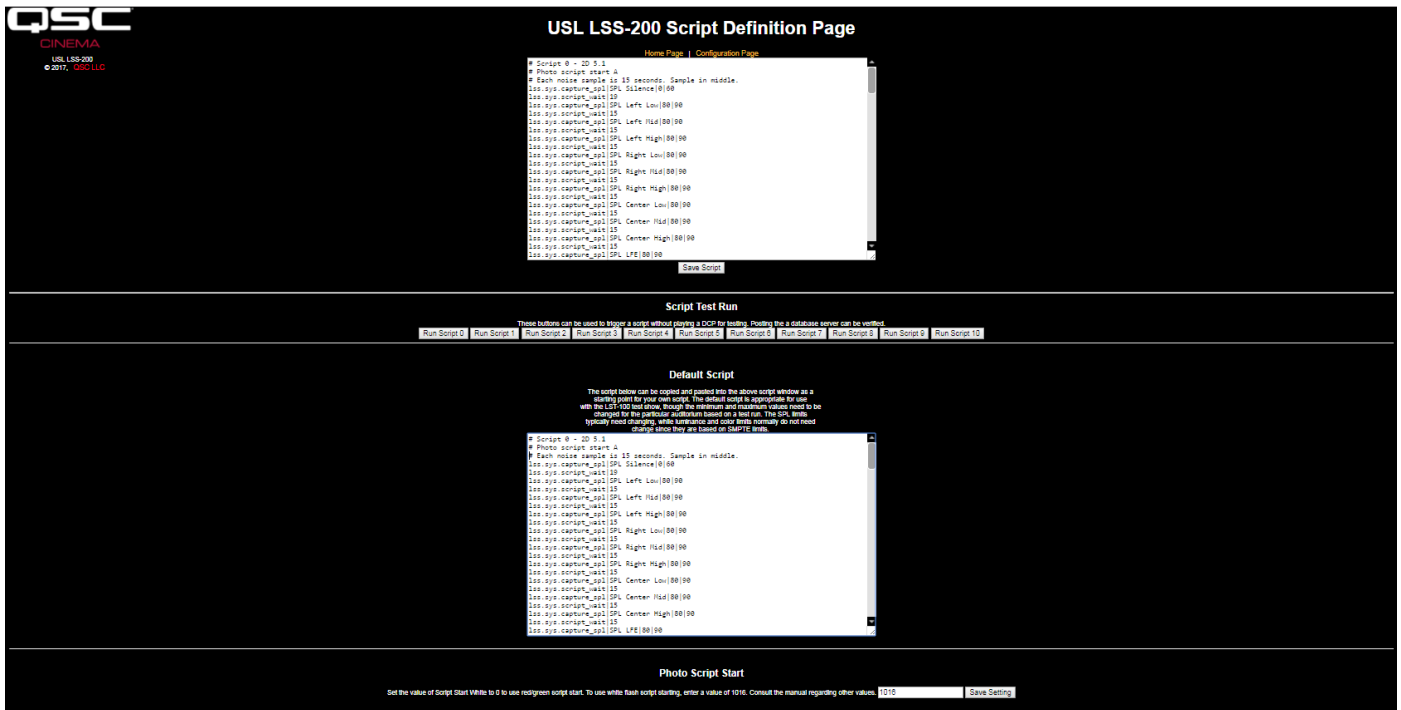 QSC
CINEMA
USL LSS-200
© 2017, QSC LLC
USL LSS-200 Script Definition Page
Home Page | Configuration Page
# Script 0 - 2D 5.1
# Photo script start A
# Each noise sample is 15 seconds. Sample in middle.
lss.sys.capture_spl|SPL Silence|0|60
lss.sys.script_wait|19
lss.sys.capture_spl|SPL Left Low|80|90
lss.sys.script_wait|15
lss.sys.capture_spl|SPL Left Mid|80|90
lss.sys.script_wait|15
lss.sys.capture_spl|SPL Left High|80|90
lss.sys.script_wait|15
lss.sys.capture_spl|SPL Right Low|80|90
lss.sys.script_wait|15
lss.sys.capture_spl|SPL Right Mid|80|90
lss.sys.script_wait|15
lss.sys.capture_spl|SPL Right High|80|90
lss.sys.script_wait|15
lss.sys.capture_spl|SPL Center Low|80|90
lss.sys.script_wait|15
lss.sys.capture_spl|SPL Center Mid|80|90
lss.sys.script_wait|15
lss.sys.capture_spl|SPL Center High|80|90
lss.sys.script_wait|15
lss.sys.capture_spl|SPL LFE|80|90
Save Script
Script Test Run
These buttons can be used to trigger a script without playing a DCP for testing. Posting the a database server can be verified.
Run Script 0 Run Script 1 Run Script 2 Run Script 3 Run Script 4 Run Script 5 Run Script 6 Run Script 7 Run Script 8 Run Script 9 Run Script 10
Default Script
The script below can be copied and pasted into the above script window as a
starting point for your own script. The default script is appropriate for use
with the LST-100 test show, though the minimum and maximum values need to be
changed for the particular auditorium based on a test run. The SPL limits
typically need changing, while luminance and color limits normally do not need
change since they are based on SMPTE limits.
# Script 0 - 2D 5.1
# Photo script start A
# Each noise sample is 15 seconds. Sample in middle.
lss.sys.capture_spl|SPL Silence|0|60
lss.sys.script_wait|19
lss.sys.capture_spl|SPL Left Low|80|90
lss.sys.script_wait|15
lss.sys.capture_spl|SPL Left Mid|80|90
lss.sys.script_wait|15
lss.sys.capture_spl|SPL Left High|80|90
lss.sys.script_wait|15
lss.sys.capture_spl|SPL Right Low|80|90
lss.sys.script_wait|15
lss.sys.capture_spl|SPL Right Mid|80|90
lss.sys.script_wait|15
lss.sys.capture_spl|SPL Right High|80|90
lss.sys.script_wait|15
lss.sys.capture_spl|SPL Center Low|80|90
lss.sys.script_wait|15
lss.sys.capture_spl|SPL Center Mid|80|90
lss.sys.script_wait|15
lss.sys.capture_spl|SPL Center High|80|90
lss.sys.script_wait|15
lss.sys.capture_spl|SPL LFE|80|90
Photo Script Start
Set the value of Script Start White to 0 to use red/green script start. To use white flash script starting, enter a value of 1016. Consult the manual regarding other values. 1016 Save Setting